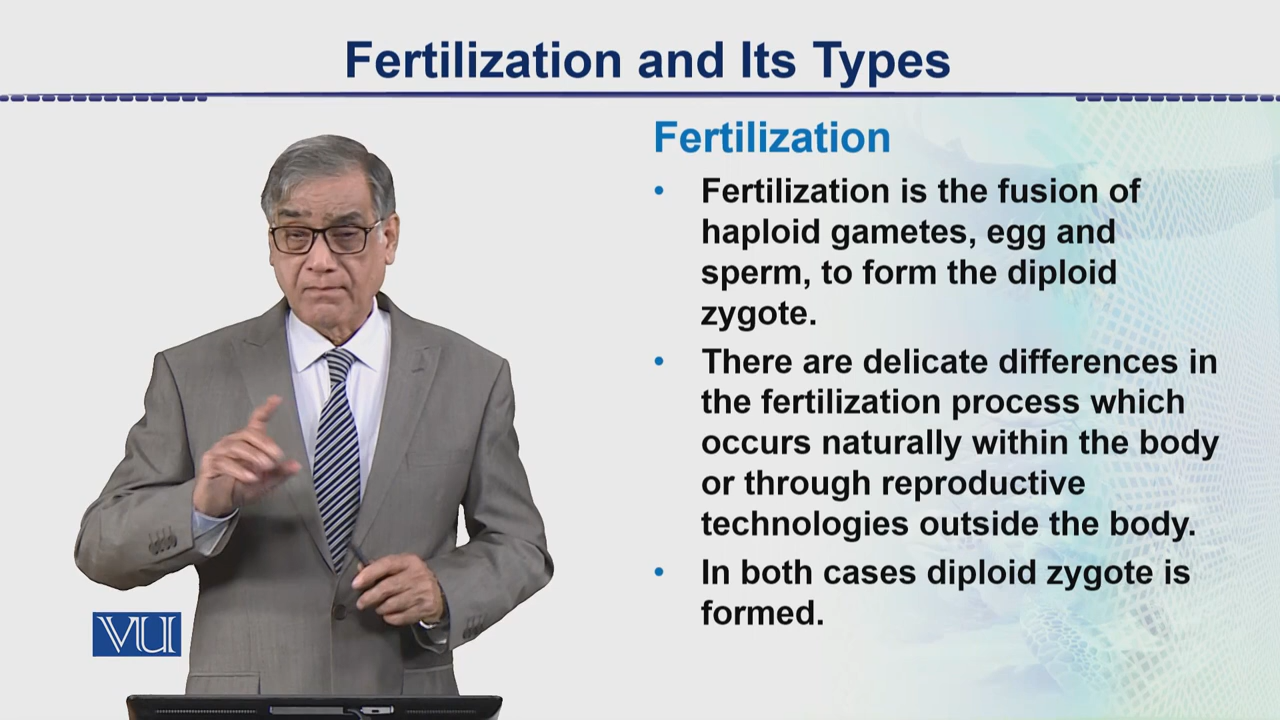 Fertilization and Its Types
Fertilization
• Fertilization is the fusion of
haploid gametes, egg and
sperm, to form the diploid
zygote.
• There are delicate differences in
the fertilization process which
occurs naturally within the body
or through reproductive
technologies outside the body.
• In both cases diploid zygote is
formed.
VU